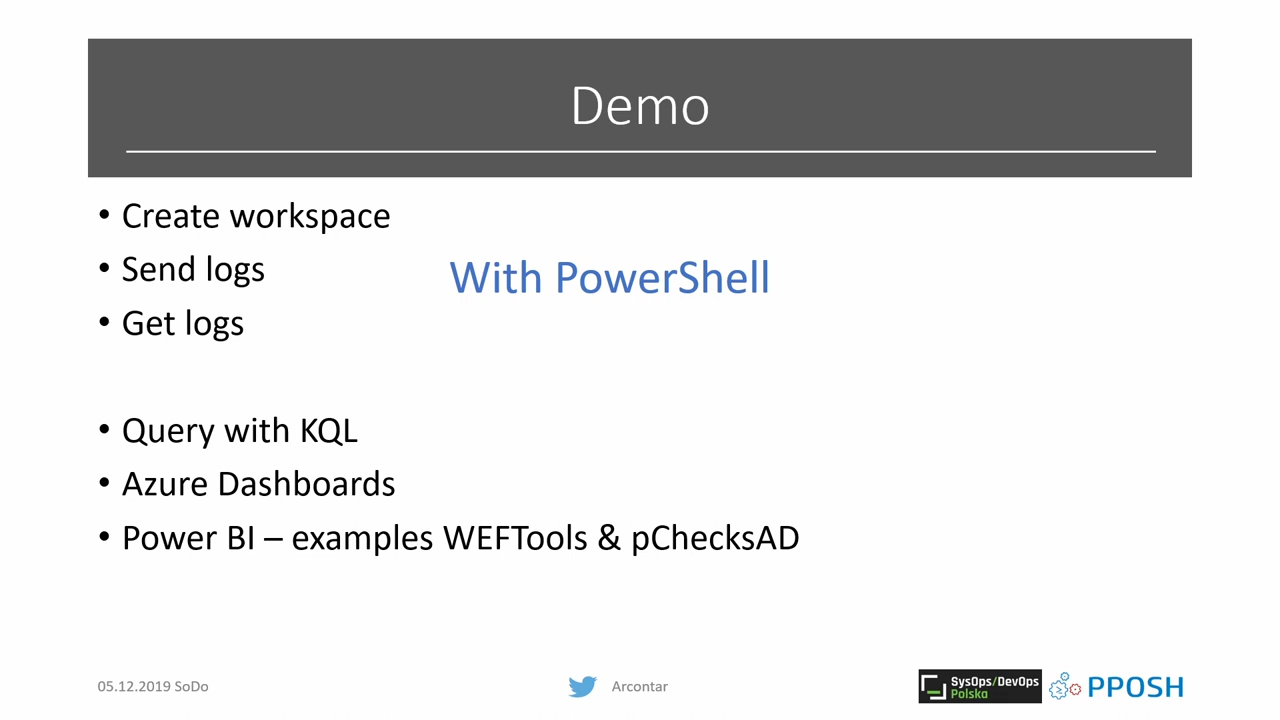 Demo
• Create workspace
• Send logs
With PowerShell
• Get logs
• Query with KQL
• Azure Dashboards
• Power BI – examples WEFTools & pChecksAD
05.12.2019 SoDo
Arcontar
SysOps/DevOps
Polska
PPOSH